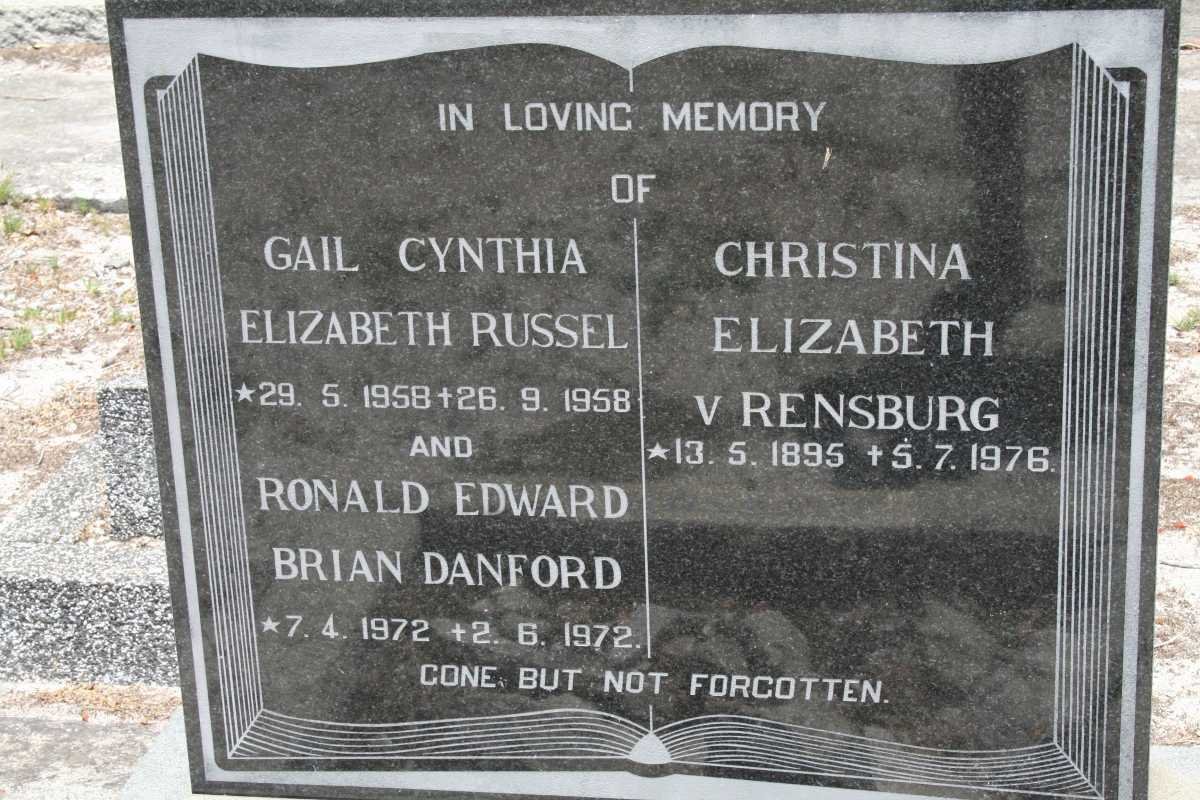 IN LOVING MEMORY
OF
GAIL CYNTHIA
ELIZABETH RUSSEL
★29. 5. 1958 +26. 9. 1958
AND
RONALD EDWARD
BRIAN DANFORD
★7. 4. 1972 +2. 6. 1972.
CHRISTINA
ELIZABETH
V RENSBURG
★13. 5. 1895 +5. 7. 1976.
GONE BUT NOT FORGOTTEN.